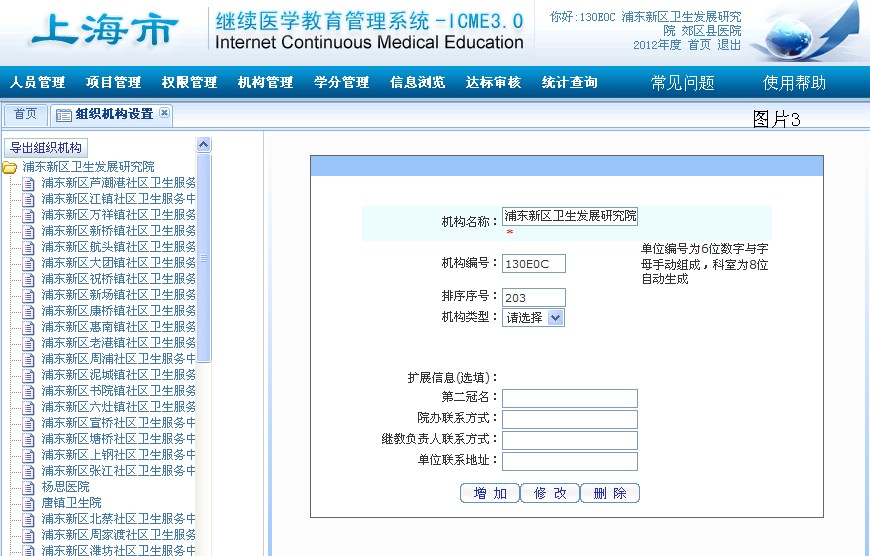 上海市
继续医学教育管理系统-ICME3.0
Internet Continuous Medical Education
你好:130E0C 浦东新区卫生发展研究
院 郊区县医院
2012年度 首页 退出
人员管理 项目管理 权限管理 机构管理 学分管理 信息浏览 达标审核 统计查询 常见问题 使用帮助
首页 组织机构设置
图片3
导出组织机构
浦东新区卫生发展研究院
浦东新区芦潮港社区卫生服务
浦东新区江镇社区卫生服务中
浦东新区万祥镇社区卫生服务
浦东新区新桥镇社区卫生服务
浦东新区航头镇社区卫生服务
浦东新区大团镇社区卫生服务
浦东新区祝桥镇社区卫生服务
浦东新区新场镇社区卫生服务
浦东新区康桥镇社区卫生服务
浦东新区惠南镇社区卫生服务
浦东新区老港镇社区卫生服务
浦东新区周浦社区卫生服务中
浦东新区泥城镇社区卫生服务
浦东新区书院镇社区卫生服务
浦东新区六灶镇社区卫生服务
浦东新区宣桥社区卫生服务中
浦东新区塘桥社区卫生服务中
浦东新区上钢社区卫生服务中
浦东新区张江社区卫生服务中
杨思医院
唐镇卫生院
浦东新区北蔡社区卫生服务中
浦东新区周家渡社区卫生服务
浦东新区潍坊社区卫生服务中
机构名称: 浦东新区卫生发展研究院
*
机构编号: 130E0C
单位编号为6位数字与字
母手动组成,科室为8位
自动生成
排序序号: 203
机构类型: 请选择
扩展信息(选填):
第二冠名:
院办联系方式:
继教负责人联系方式:
单位联系地址:
增 加 修 改 删 除